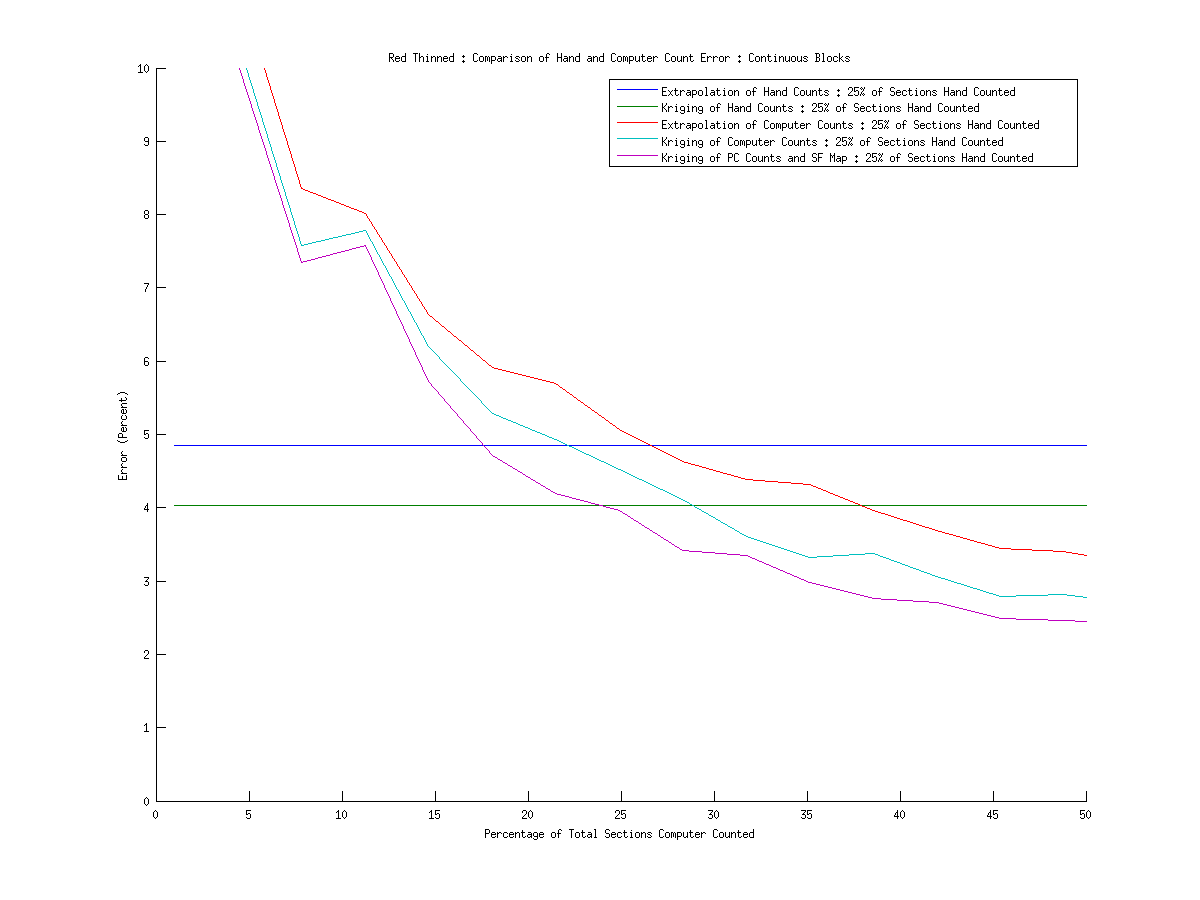 Red Thinned : Comparison of Hand and Computer Count Error : Continuous Blocks
Extrapolation of Hand Counts : 25% of Sections Hand Counted
Kriging of Hand Counts : 25% of Sections Hand Counted
Extrapolation of Computer Counts : 25% of Sections Hand Counted
Kriging of Computer Counts : 25% of Sections Hand Counted
Kriging of PC Counts and SF Map : 25% of Sections Hand Counted
10
9
8
7
6
5
4
3
2
1
0
Error (Percent)
0 5 10 15 20 25 30 35 40 45 50
Percentage of Total Sections Computer Counted